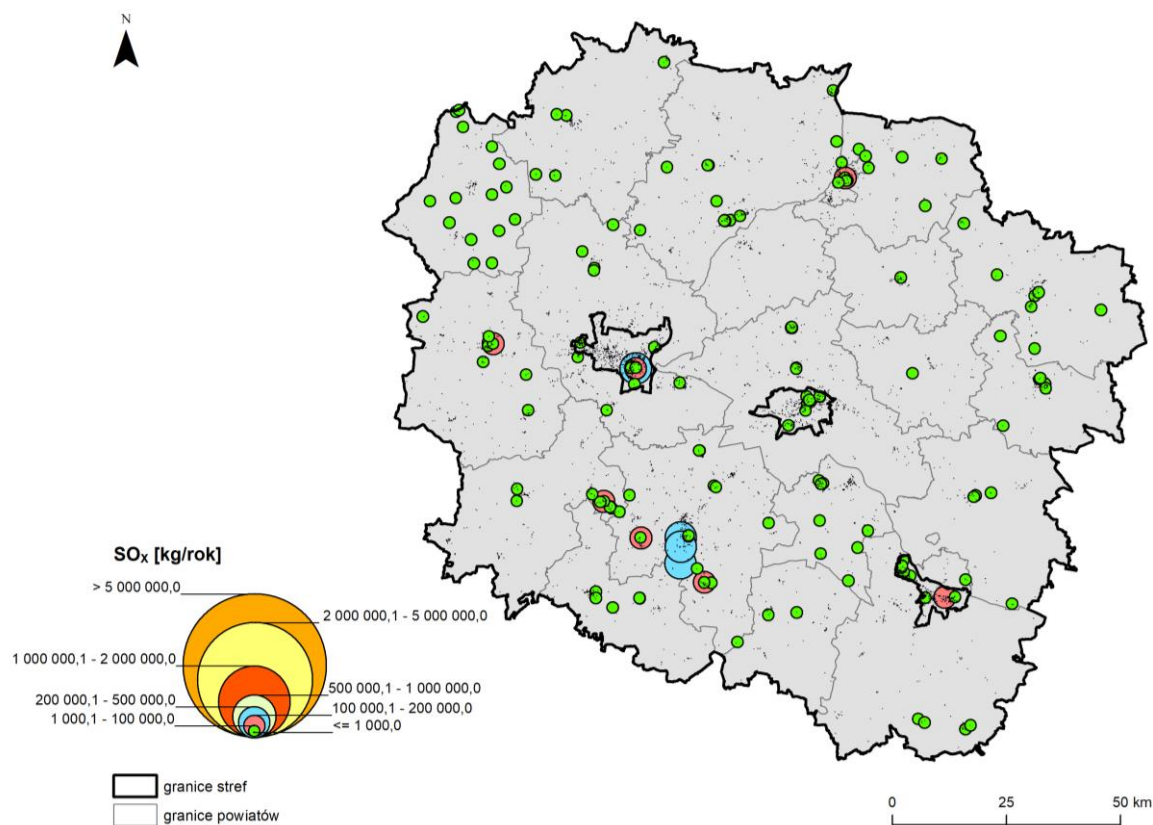 N
SOₓ [kg/rok]
> 5 000 000,0
2 000 000,1 - 5 000 000,0
1 000 000,1 - 2 000 000,0
500 000,1 - 1 000 000,0
200 000,1 - 500 000,0
100 000,1 - 200 000,0
1 000,1 - 100 000,0
<= 1 000,0
granice stref
granice powiatów
0 25 50 km